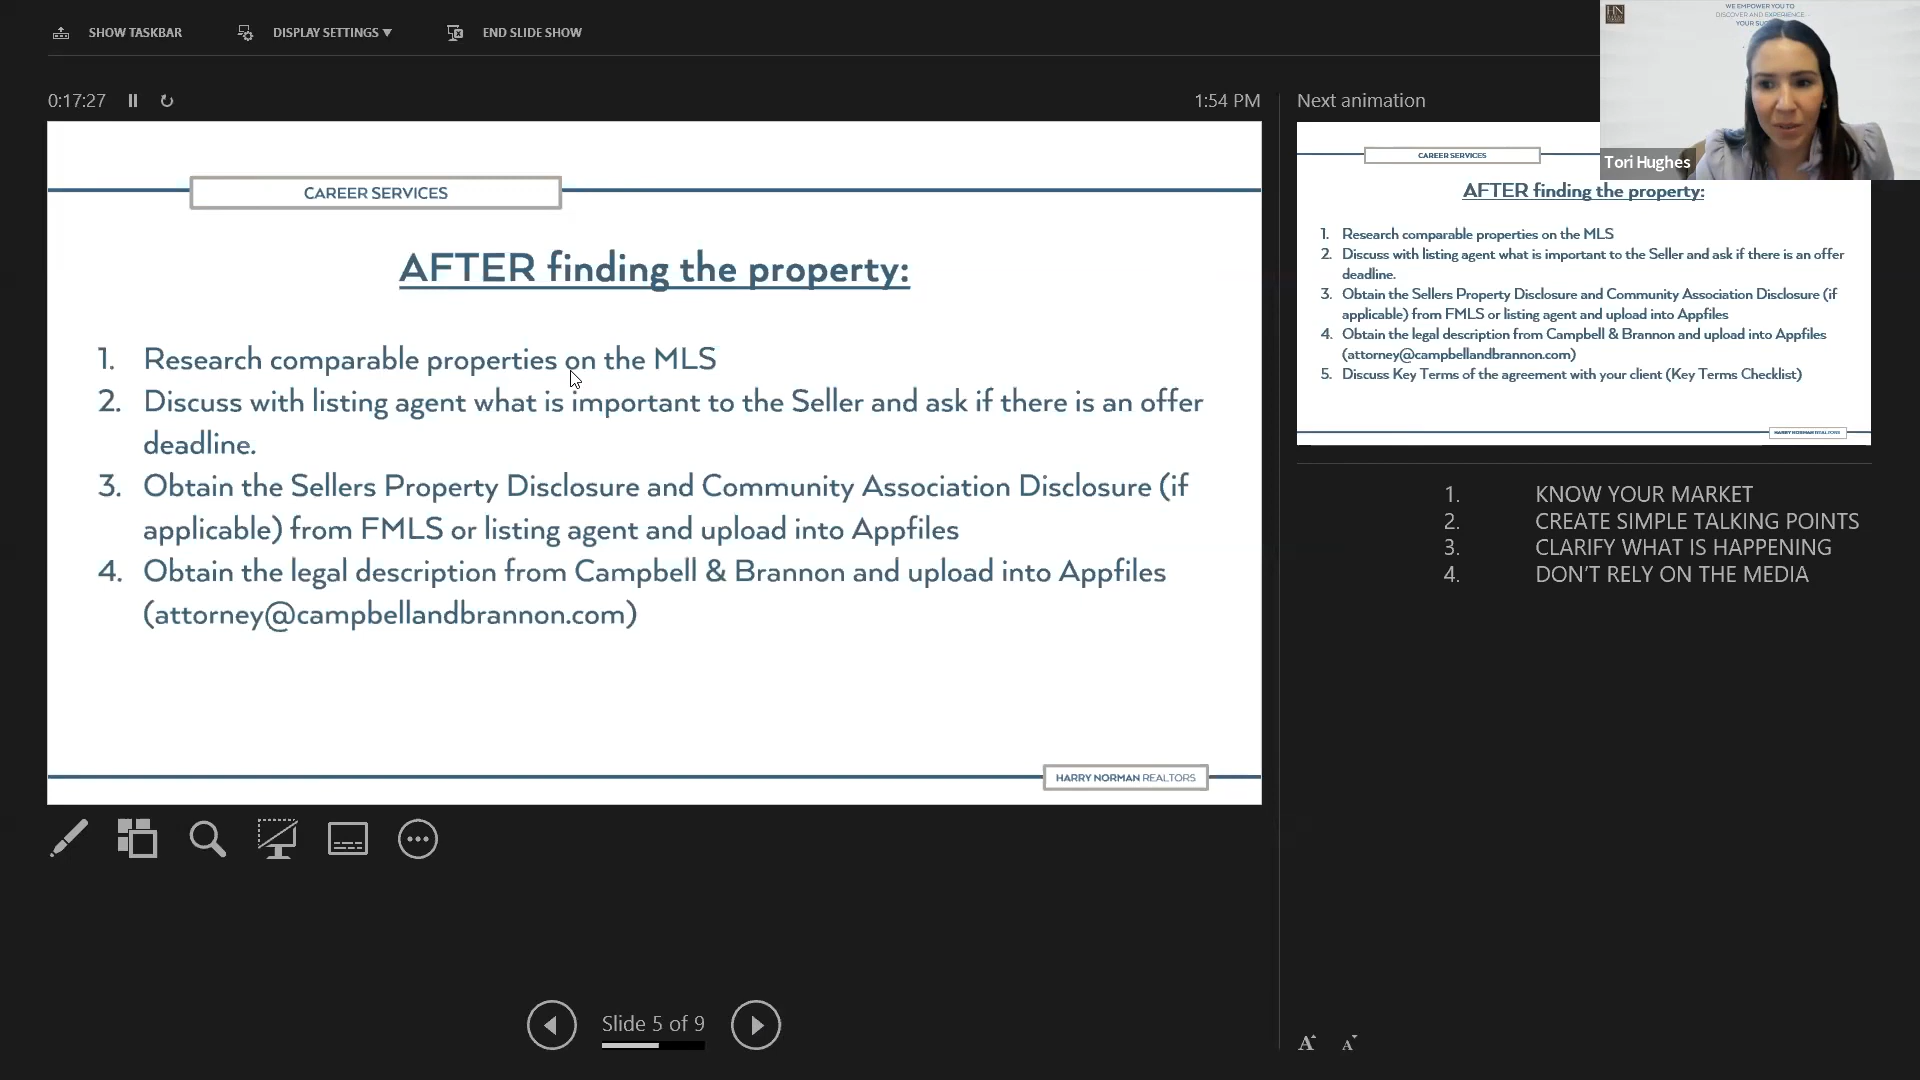 SHOW TASKBAR
DISPLAY SETTINGS ▼
END SLIDE SHOW
HN
WE EMPOWER YOU TO
DISCOVER AND EXPERIENCE
YOUR
Tori Hughes
0:17:27
1:54 PM
Next animation
CAREER SERVICES
AFTER finding the property:
1. Research comparable properties on the MLS
2. Discuss with listing agent what is important to the Seller and ask if there is an offer
deadline.
3. Obtain the Sellers Property Disclosure and Community Association Disclosure (if
applicable) from FMLS or listing agent and upload into Appfiles
4. Obtain the legal description from Campbell & Brannon and upload into Appfiles
(attorney@campbellandbrannon.com)
HARRY NORMAN REALTORS
CAREER SERVICES
AFTER finding the property:
1. Research comparable properties on the MLS
2. Discuss with listing agent what is important to the Seller and ask if there is an offer
deadline.
3. Obtain the Sellers Property Disclosure and Community Association Disclosure (if
applicable) from FMLS or listing agent and upload into Appfiles
4. Obtain the legal description from Campbell & Brannon and upload into Appfiles
(attorney@campbellandbrannon.com)
5. Discuss Key Terms of the agreement with your client (Key Terms Checklist)
HARRY NORMAN REALTORS
1. KNOW YOUR MARKET
2. CREATE SIMPLE TALKING POINTS
3. CLARIFY WHAT IS HAPPENING
4. DON'T RELY ON THE MEDIA
Slide 5 of 9
A A